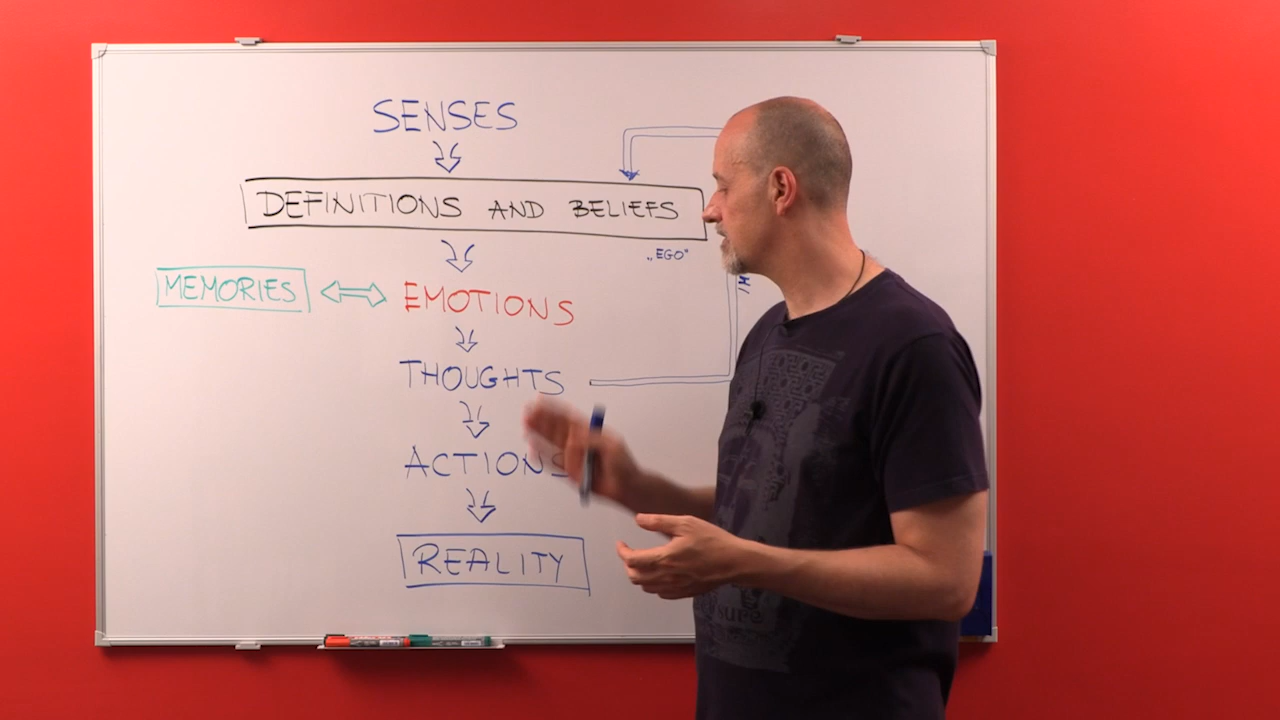 SENSES
DEFINITIONS AND BELIEFS
„EGO"
MEMORIES
EMOTIONS
THOUGHTS
ACTIONS
REALITY